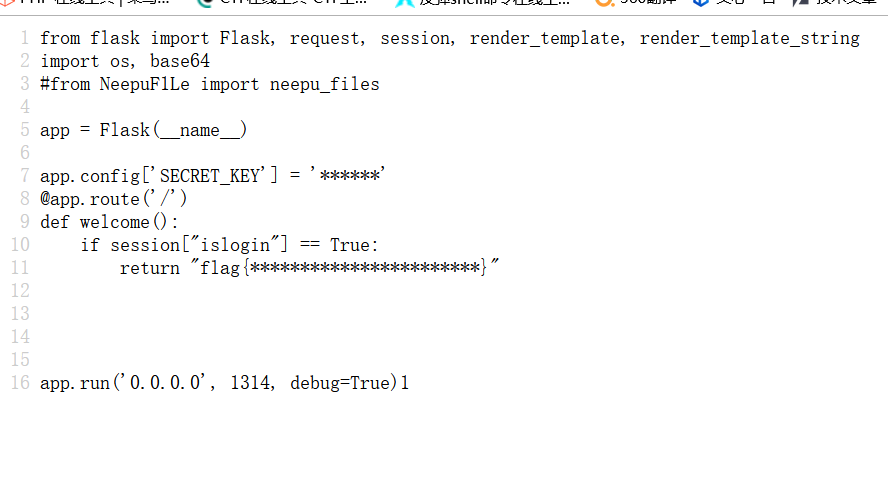 1 from flask import Flask, request, session, render_template, render_template_string
2 import os, base64
3 #from NeepuFlLe import neepu_files
4
5 app = Flask(__name__)
6
7 app.config['SECRET_KEY'] = '******'
8 @app.route('/')
9 def welcome():
10     if session["islogin"] == True:
11         return "flag{***********************}"
12
13
14
15
16 app.run('0.0.0.0', 1314, debug=True)1